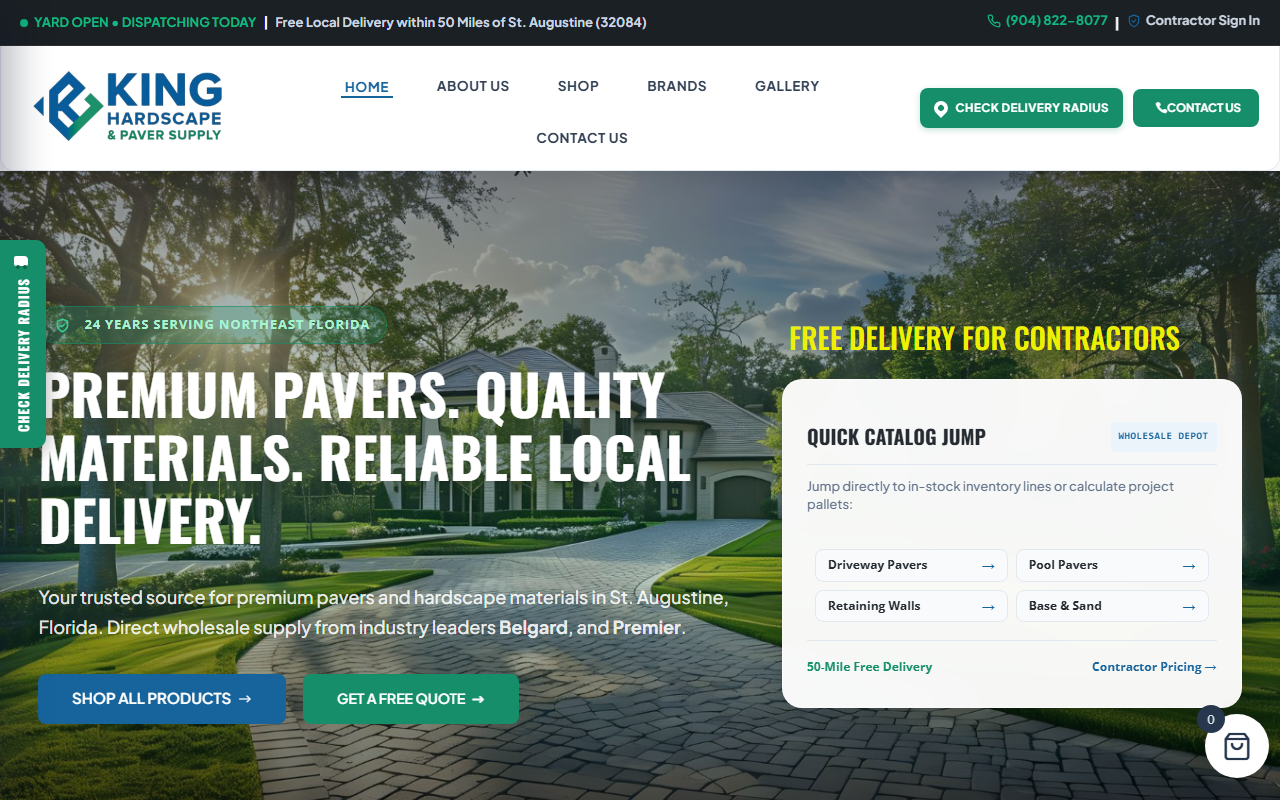 YARD OPEN ● DISPATCHING TODAY | Free Local Delivery within 50 Miles of St. Augustine (32084)
(904) 822-8077 | Contractor Sign In
KING
HARDSCAPE
& PAVER SUPPLY
HOME ABOUT US SHOP BRANDS GALLERY
CONTACT US
CHECK DELIVERY RADIUS
CONTACT US
CHECK DELIVERY RADIUS
24 YEARS SERVING NORTHEAST FLORIDA
PREMIUM PAVERS. QUALITY
MATERIALS. RELIABLE LOCAL
DELIVERY.
Your trusted source for premium pavers and hardscape materials in St. Augustine,
Florida. Direct wholesale supply from industry leaders Belgard, and Premier.
SHOP ALL PRODUCTS →
GET A FREE QUOTE →
FREE DELIVERY FOR CONTRACTORS
QUICK CATALOG JUMP
WHOLESALE DEPOT
Jump directly to in-stock inventory lines or calculate project
pallets:
Driveway Pavers →
Pool Pavers →
Retaining Walls →
Base & Sand →
50-Mile Free Delivery
Contractor Pricing →
0